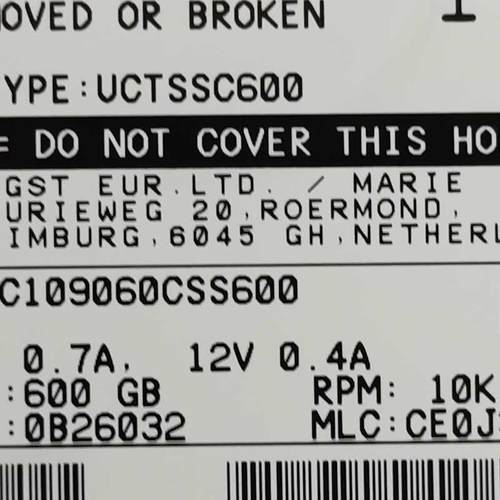 OVED OR BROKEN
YPE:UCTSSC600
= DO NOT COVER THIS HO
GST EUR.LTD. / MARIE
URIEWEG 20,ROERMOND,
IMBURG,6045 GH,NETHERL
C109060CSS600
0.7A, 12V 0.4A
:600 GB RPM: 10K
:0B26032 MLC:CE0J